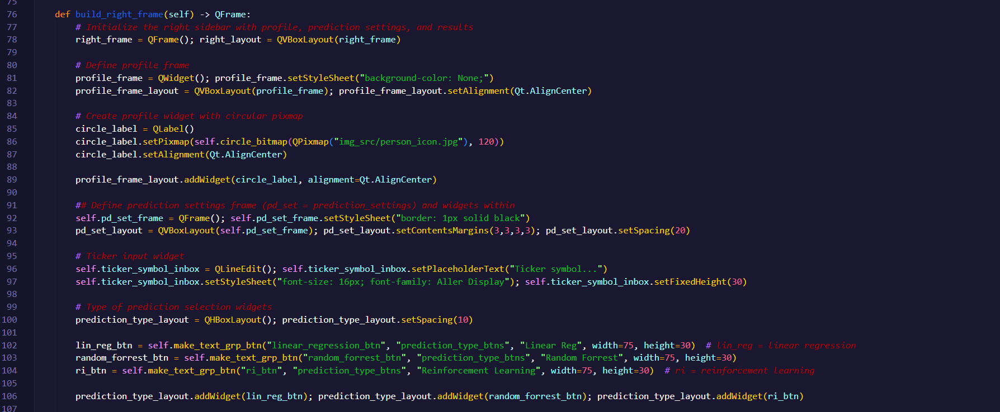 75
76 def build_right_frame(self) -> QFrame:
77 # Initialize the right sidebar with profile, prediction settings, and results
78 right_frame = QFrame(); right_layout = QVBoxLayout(right_frame)
79
80 # Define profile frame
81 profile_frame = QWidget(); profile_frame.setStyleSheet("background-color: None;")
82 profile_frame_layout = QVBoxLayout(profile_frame); profile_frame_layout.setAlignment(Qt.AlignCenter)
83
84 # Create profile widget with circular pixmap
85 circle_label = QLabel()
86 circle_label.setPixmap(self.circle_bitmap(QPixmap("img_src/person_icon.jpg"), 120))
87 circle_label.setAlignment(Qt.AlignCenter)
88
89 profile_frame_layout.addWidget(circle_label, alignment=Qt.AlignCenter)
90
91 ## Define prediction settings frame (pd_set = prediction_settings) and widgets within
92 self.pd_set_frame = QFrame(); self.pd_set_frame.setStyleSheet("border: 1px solid black")
93 pd_set_layout = QVBoxLayout(self.pd_set_frame); pd_set_layout.setContentsMargins(3,3,3,3); pd_set_layout.setSpacing(20)
94
95 # Ticker input widget
96 self.ticker_symbol_inbox = QLineEdit(); self.ticker_symbol_inbox.setPlaceholderText("Ticker symbol...")
97 self.ticker_symbol_inbox.setStyleSheet("font-size: 16px; font-family: Aller Display"); self.ticker_symbol_inbox.setFixedHeight(30)
98
99 # Type of prediction selection widgets
100 prediction_type_layout = QHBoxLayout(); prediction_type_layout.setSpacing(10)
101
102 lin_reg_btn = self.make_text_grp_btn("linear_regression_btn", "prediction_type_btns", "Linear Reg", width=75, height=30)  # lin_reg = linear regression
103 random_forrest_btn = self.make_text_grp_btn("random_forrest_btn", "prediction_type_btns", "Random Forrest", width=75, height=30)
104 ri_btn = self.make_text_grp_btn("ri_btn", "prediction_type_btns", "Reinforcement Learning", width=75, height=30)  # ri = reinforcement learning
105
106 prediction_type_layout.addWidget(lin_reg_btn); prediction_type_layout.addWidget(random_forrest_btn); prediction_type_layout.addWidget(ri_btn)
107